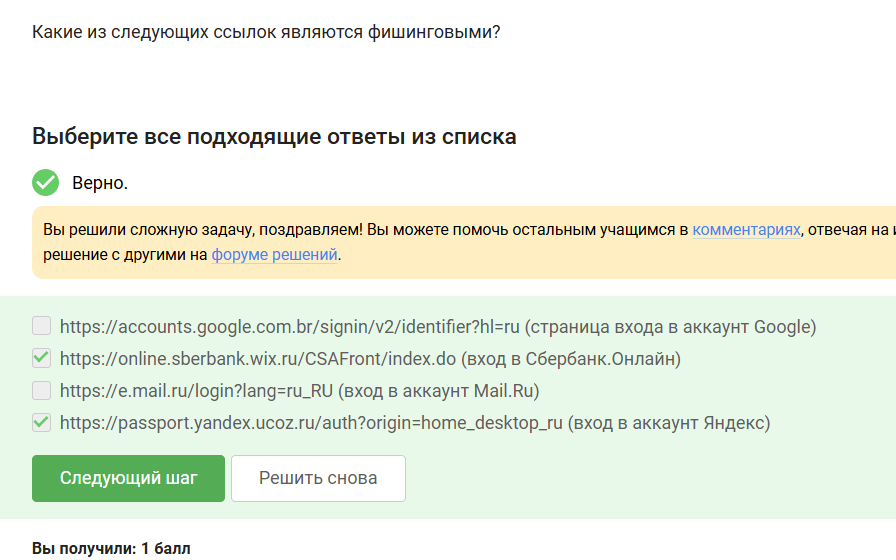 Какие из следующих ссылок являются фишинговыми?
Выберите все подходящие ответы из списка
Верно.
Вы решили сложную задачу, поздравляем! Вы можете помочь остальным учащимся в комментариях, отвечая на
решение с другими на форуме решений.
https://accounts.google.com.br/signin/v2/identifier?hl=ru (страница входа в аккаунт Google)
https://online.sberbank.wix.ru/CSAFront/index.do (вход в Сбербанк.Онлайн)
https://e.mail.ru/login?lang=ru_RU (вход в аккаунт Mail.Ru)
https://passport.yandex.ucoz.ru/auth?origin=home_desktop_ru (вход в аккаунт Яндекс)
Следующий шаг
Решить снова
Вы получили: 1 балл